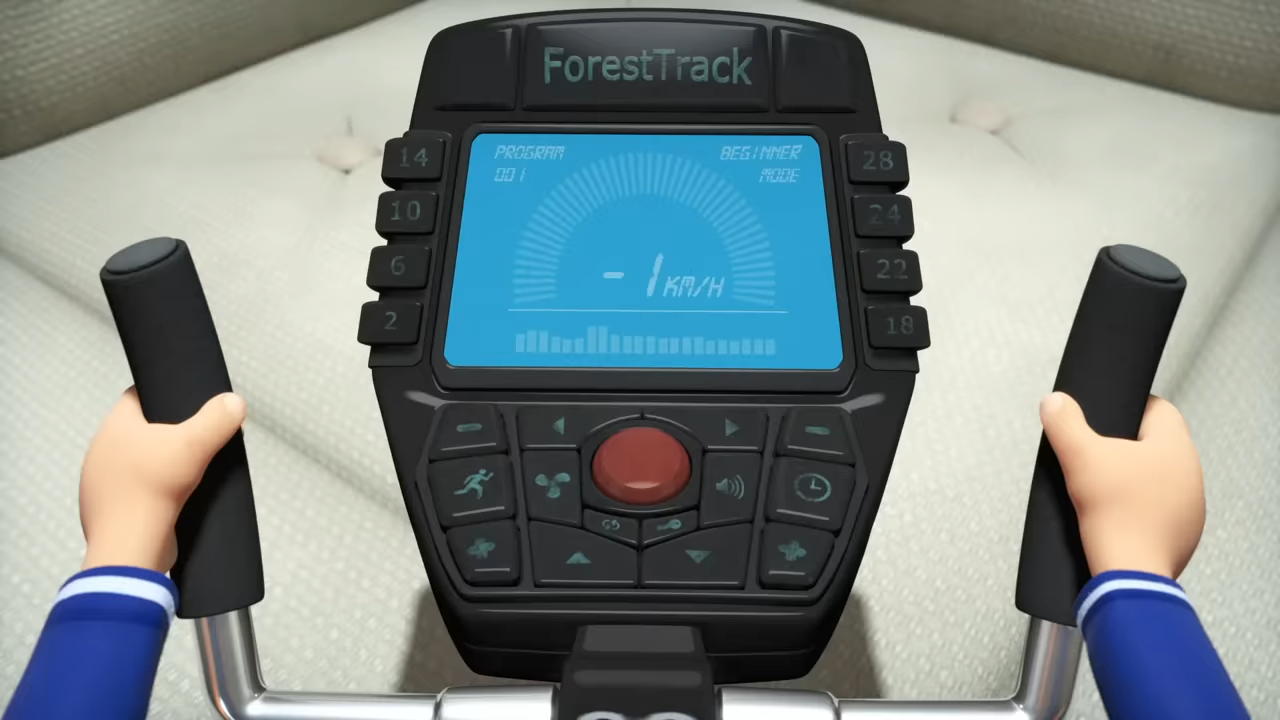 ForestTrack
PROGRAM
001
BEGINNER
MODE
14
10
6
2
28
24
22
18
-1 KM/H